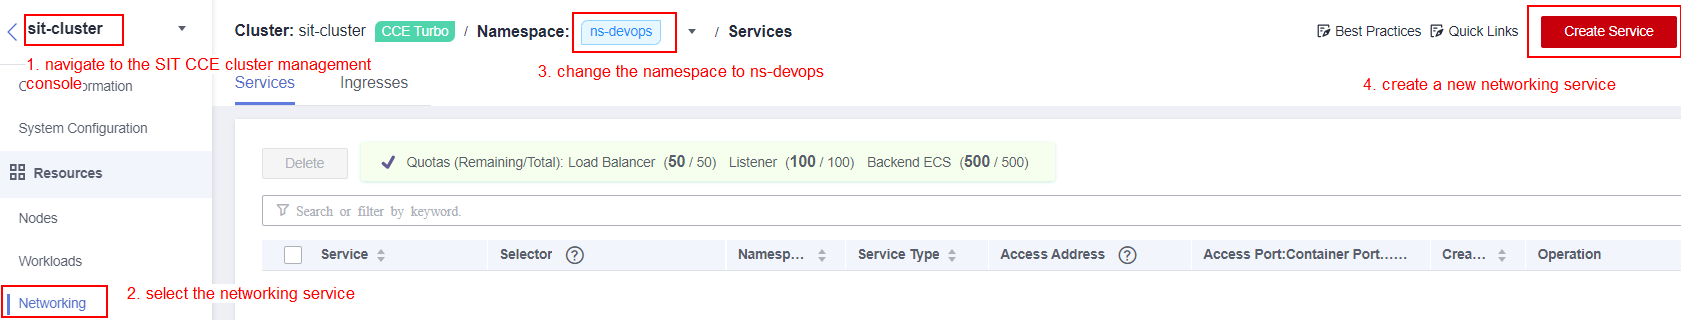 sit-cluster
Cluster: sit-cluster CCE Turbo / Namespace: ns-devops / Services
Best Practices Quick Links Create Service
1. navigate to the SIT CCE cluster management
console
3. change the namespace to ns-devops
4. create a new networking service
Services Ingresses
System Configuration
Resources
Nodes
Workloads
Networking
2. select the networking service
Delete
Quotas (Remaining/Total): Load Balancer (50 / 50) Listener (100 / 100) Backend ECS (500 / 500)
Search or filter by keyword.
Service Selector ? Namesp... Service Type Access Address ? Access Port:Container Port...... Crea... Operation